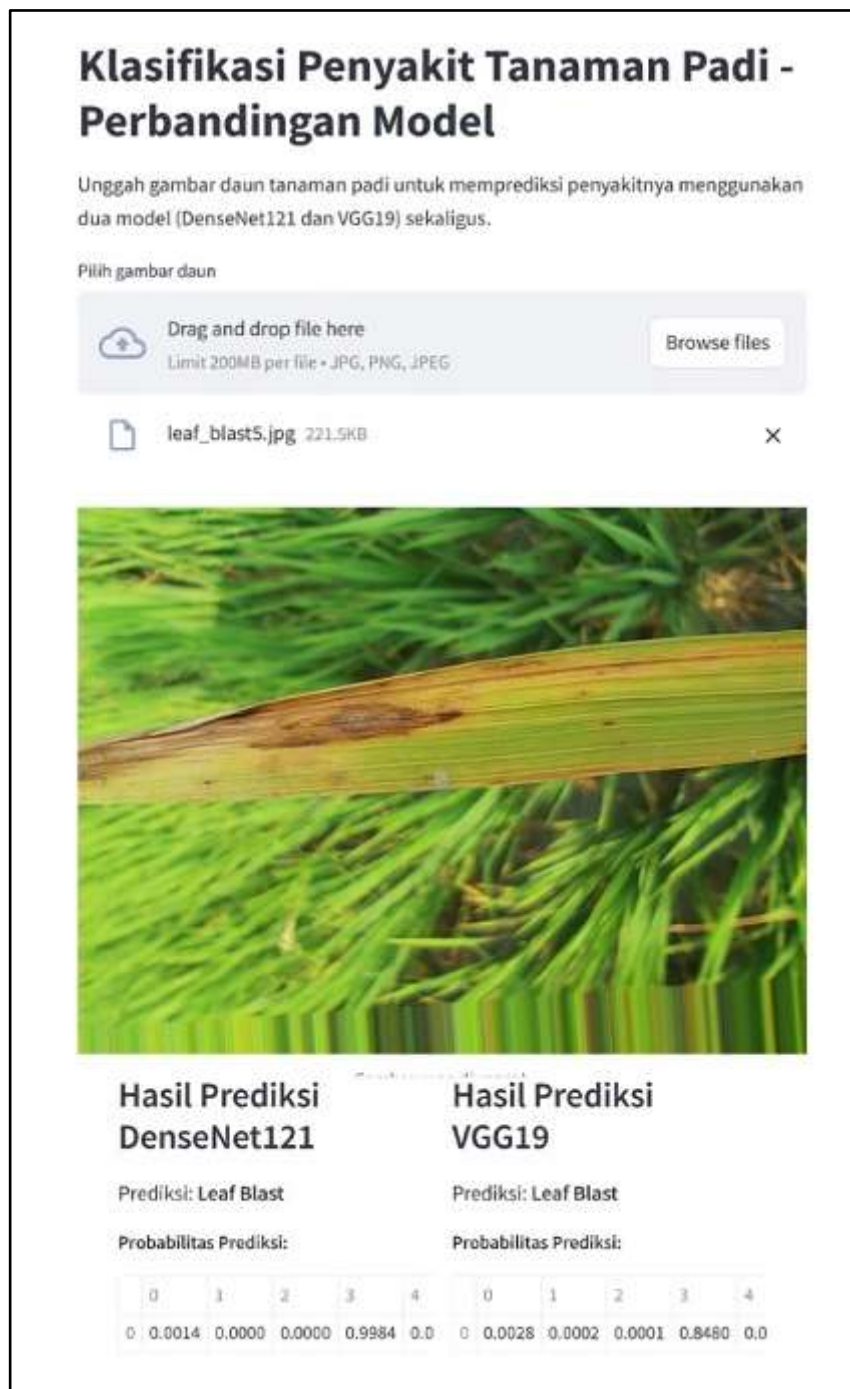 Klasifikasi Penyakit Tanaman Padi -
Perbandingan Model
Unggah gambar daun tanaman padi untuk memprediksi penyakitnya menggunakan
dua model (DenseNet121 dan VGG19) sekaligus.
Pilih gambar daun
Drag and drop file here
Limit 200MB per file • JPG, PNG, JPEG
Browse files
leaf_blast5.jpg 221.5KB
Hasil Prediksi
DenseNet121
Prediksi: Leaf Blast
Probabilitas Prediksi:
0 1 2 3 4
0 0.0014 0.0000 0.0000 0.9984 0.0
Hasil Prediksi
VGG19
Prediksi: Leaf Blast
Probabilitas Prediksi:
0 1 2 3 4
0 0.0028 0.0002 0.0001 0.8480 0.0